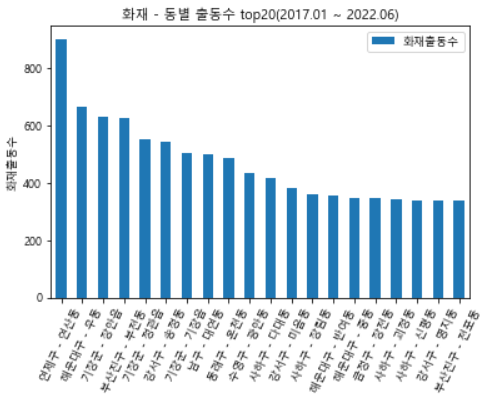 화재 - 동별 출동수 top20(2017.01 ~ 2022.06)
화재출동수
화재출동수
800
600
400
200
0
연제구 - 연산동
해운대구 - 우동
기장군 - 장안읍
부산진구 - 부전동
기장군 - 정관읍
강서구 - 송정동
기장군 - 기장읍
남구 - 대연동
동래구 - 온천동
수영구 - 광안동
사하구 - 다대동
강서구 - 미음동
사하구 - 장림동
해운대구 - 반여동
해운대구 - 중동
금정구 - 장전동
사하구 - 괴정동
사하구 - 신평동
강서구 - 명지동
부산진구 - 전포동